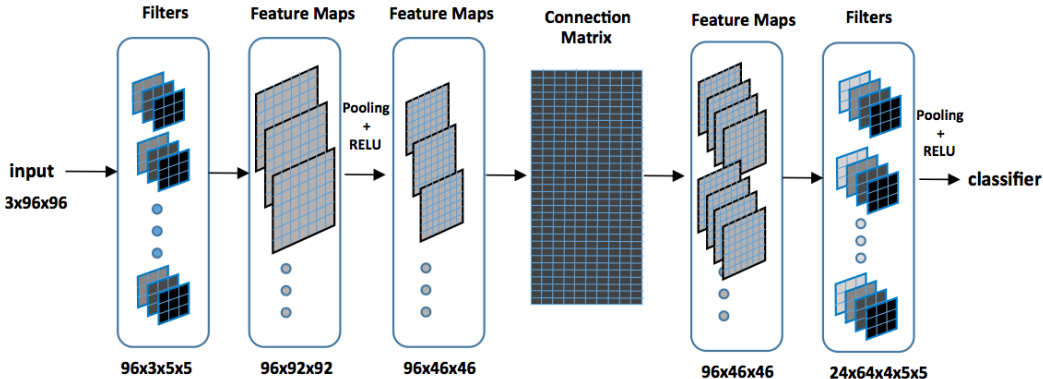 Filters
Feature Maps
Feature Maps
Connection
Matrix
Feature Maps
Filters
Pooling
+
RELU
Pooling
+
RELU
input
3x96x96
classifier
96x3x5x5
96x92x92
96x46x46
96x46x46
24x64x4x5x5